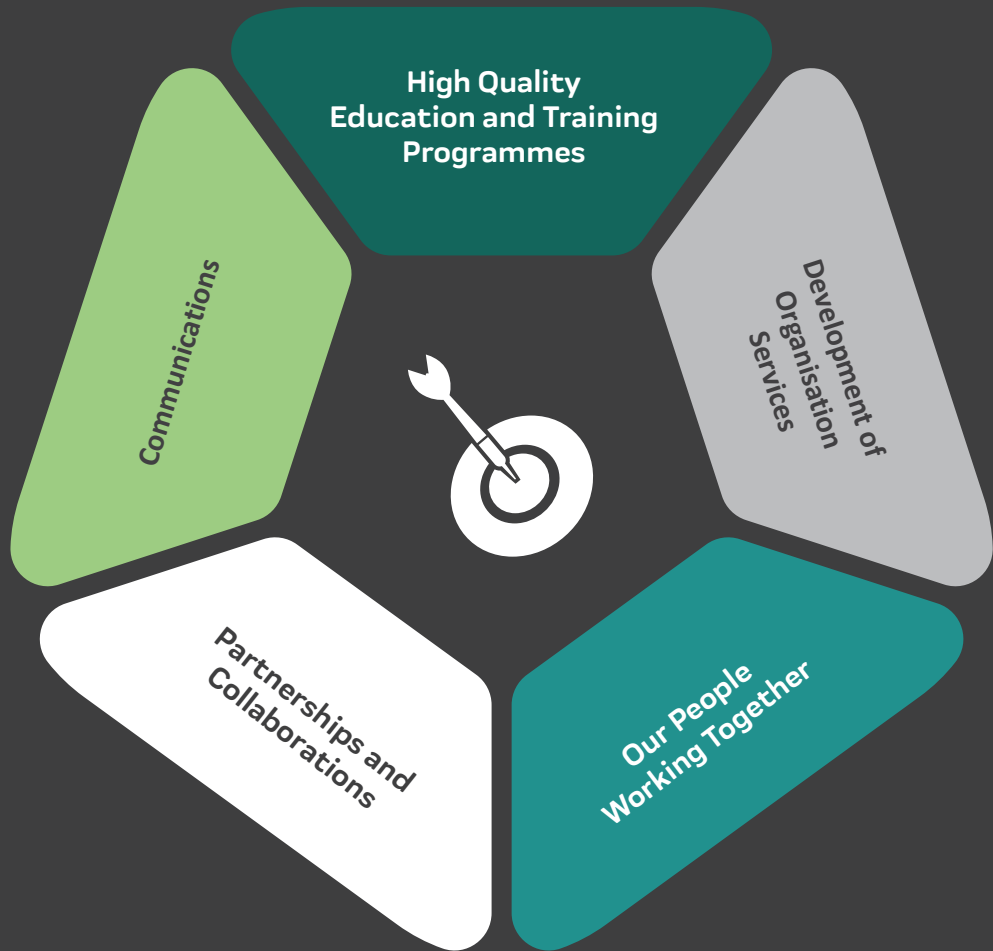 High Quality
Education and Training
Programmes
Development of
Organisation
Services
Our People
Working Together
Partnerships and
Collaborations
Communications